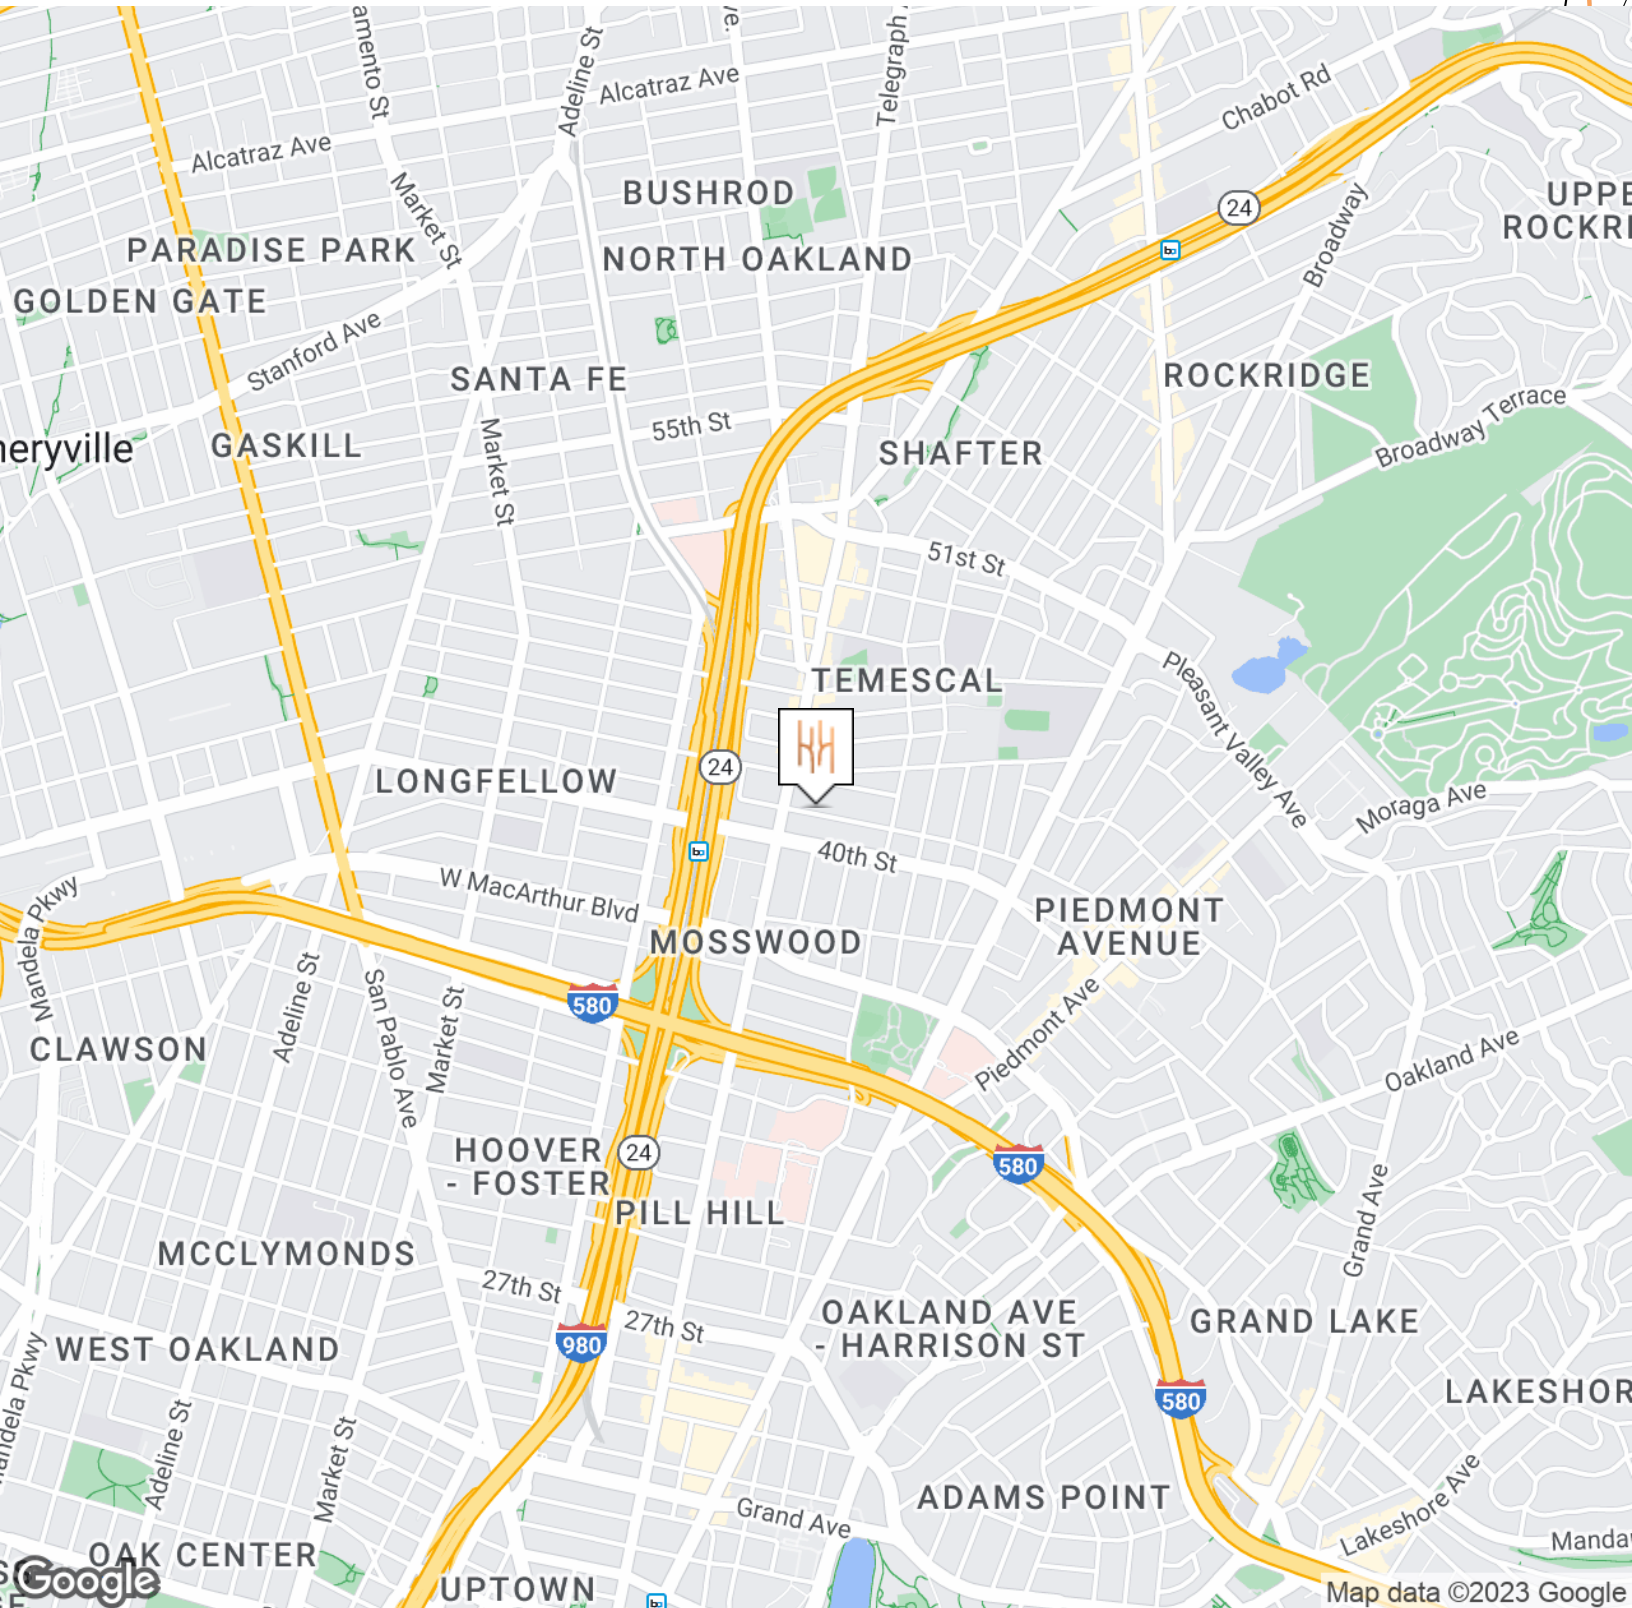 amento St
Adeline St
ve.
Telegraph
Alcatraz Ave
Chabot Rd
Alcatraz Ave
Market St
BUSHROD
24
UPPE
ROCKRI
Broadway
PARADISE PARK
NORTH OAKLAND
GOLDEN GATE
Stanford Ave
SANTA FE
ROCKRIDGE
Broadway Terrace
55th St
neryville
GASKILL
Market St
SHAFTER
51st St
TEMESCAL
Pleasant Valley Ave
24
LONGFELLOW
Moraga Ave
40th St
W MacArthur Blvd
Mandela Pkwy
PIEDMONT
AVENUE
MOSSWOOD
580
Adeline St
San Pablo Ave
Market St
Piedmont Ave
CLAWSON
Oakland Ave
HOOVER
- FOSTER
24
580
PILL HILL
Grand Ave
MCCLYMONDS
27th St
27th St
OAKLAND AVE
- HARRISON ST
GRAND LAKE
WEST OAKLAND
980
andela Pkwy
580
LAKESHOR
Adeline St
Market St
ADAMS POINT
Grand Ave
Lakeshore Ave
Manda
OAK CENTER
Google
UPTOWN
Map data ©2023 Google